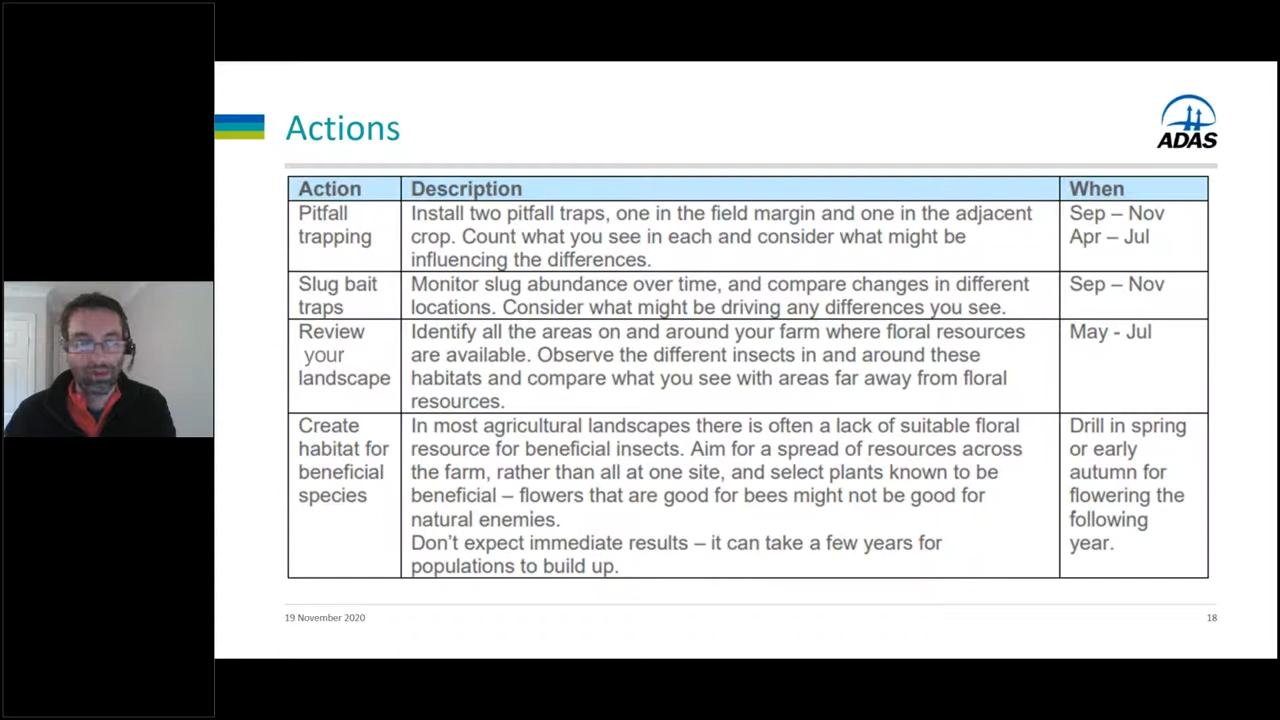 Actions
ADAS
Action Description When
Pitfall Install two pitfall traps, one in the field margin and one in the adjacent Sep – Nov
trapping crop. Count what you see in each and consider what might be Apr – Jul
influencing the differences.
Slug bait Monitor slug abundance over time, and compare changes in different Sep – Nov
traps locations. Consider what might be driving any differences you see.
Review Identify all the areas on and around your farm where floral resources May - Jul
your are available. Observe the different insects in and around these
landscape habitats and compare what you see with areas far away from floral
resources.
Create In most agricultural landscapes there is often a lack of suitable floral Drill in spring
habitat for resource for beneficial insects. Aim for a spread of resources across or early
beneficial the farm, rather than all at one site, and select plants known to be autumn for
species beneficial – flowers that are good for bees might not be good for flowering the
natural enemies. following
Don’t expect immediate results – it can take a few years for year.
populations to build up.
19 November 2020 18